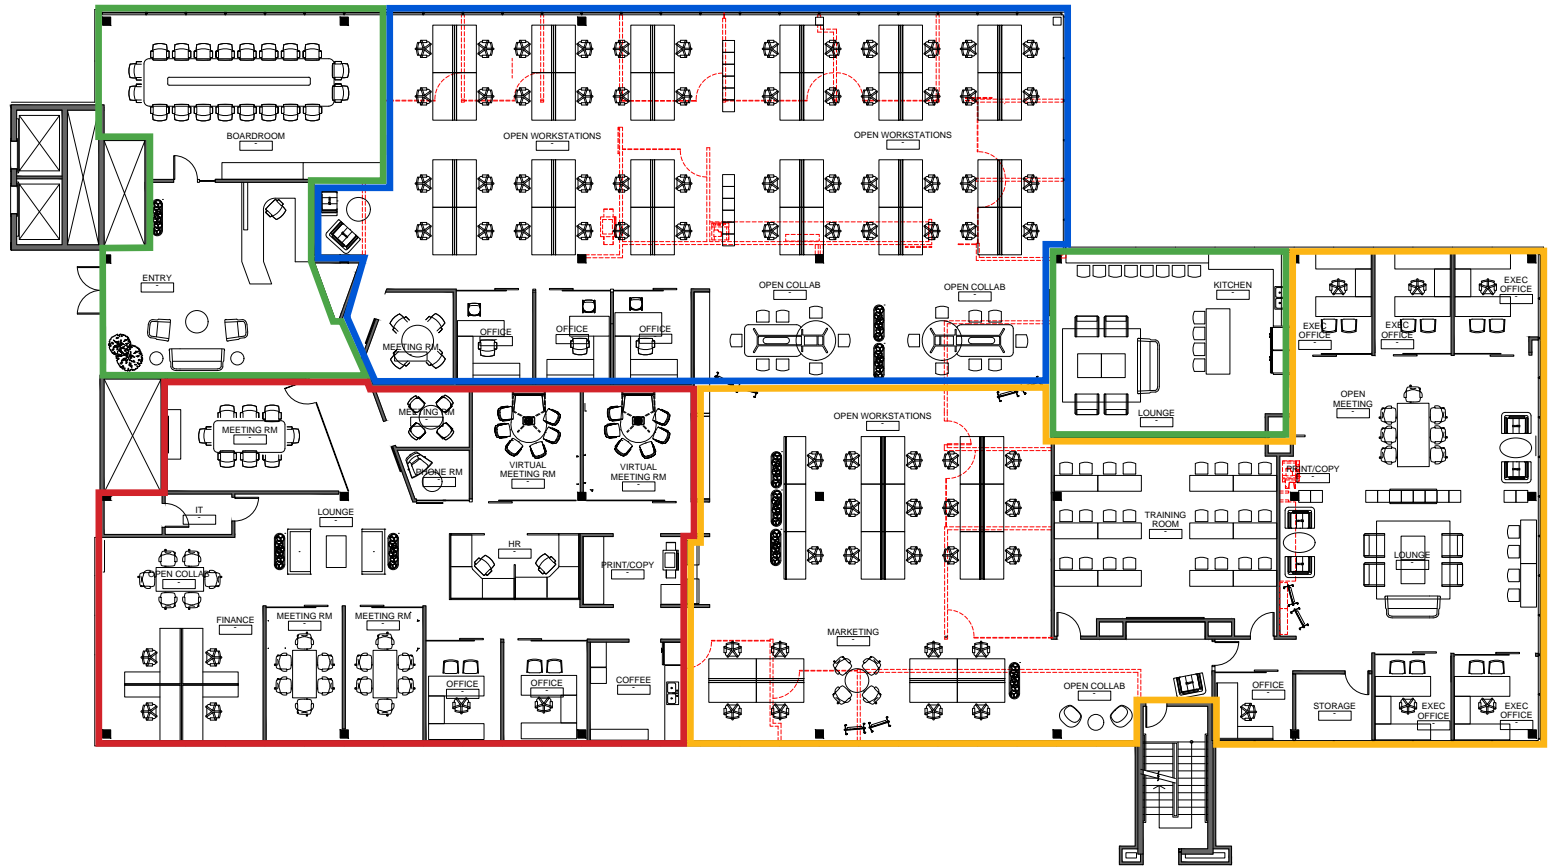 BOARDROOM
OPEN WORKSTATIONS
OPEN WORKSTATIONS
ENTRY
OPEN COLLAB
OPEN COLLAB
KITCHEN
EXEC
OFFICE
EXEC
OFFICE
EXEC
OFFICE
OFFICE
OFFICE
OFFICE
MEETING RM
LOUNGE
OPEN
MEETING
MEETING RM
MEETING RM
OPEN WORKSTATIONS
PHONE RM
VIRTUAL
MEETING RM
VIRTUAL
MEETING RM
PRINT/COPY
IT
LOUNGE
TRAINING
ROOM
HR
LOUNGE
OPEN COLLAB
PRINT/COPY
FINANCE
MEETING RM
MEETING RM
MARKETING
OFFICE
OFFICE
COFFEE
OPEN COLLAB
OFFICE
STORAGE
EXEC
OFFICE
EXEC
OFFICE